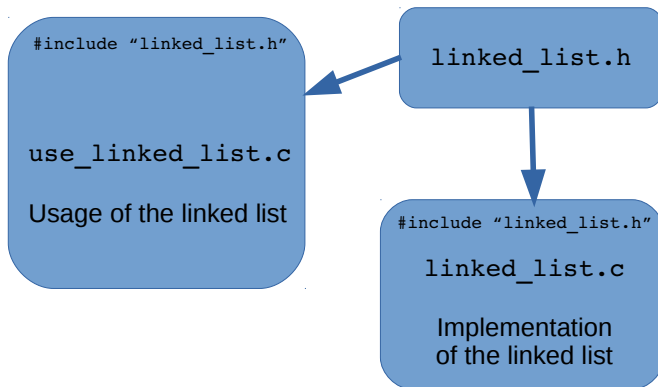 #include “linked_list.h”
use_linked_list.c
Usage of the linked list
linked_list.h
#include “linked_list.h”
linked_list.c
Implementation
of the linked list